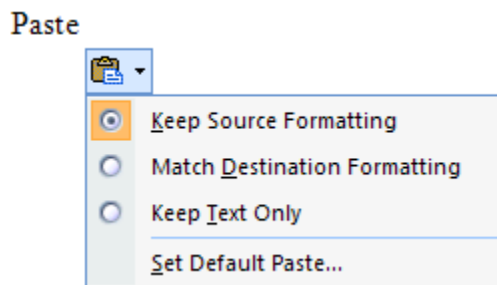 Paste
Keep Source Formatting
Match Destination Formatting
Keep Text Only
Set Default Paste...